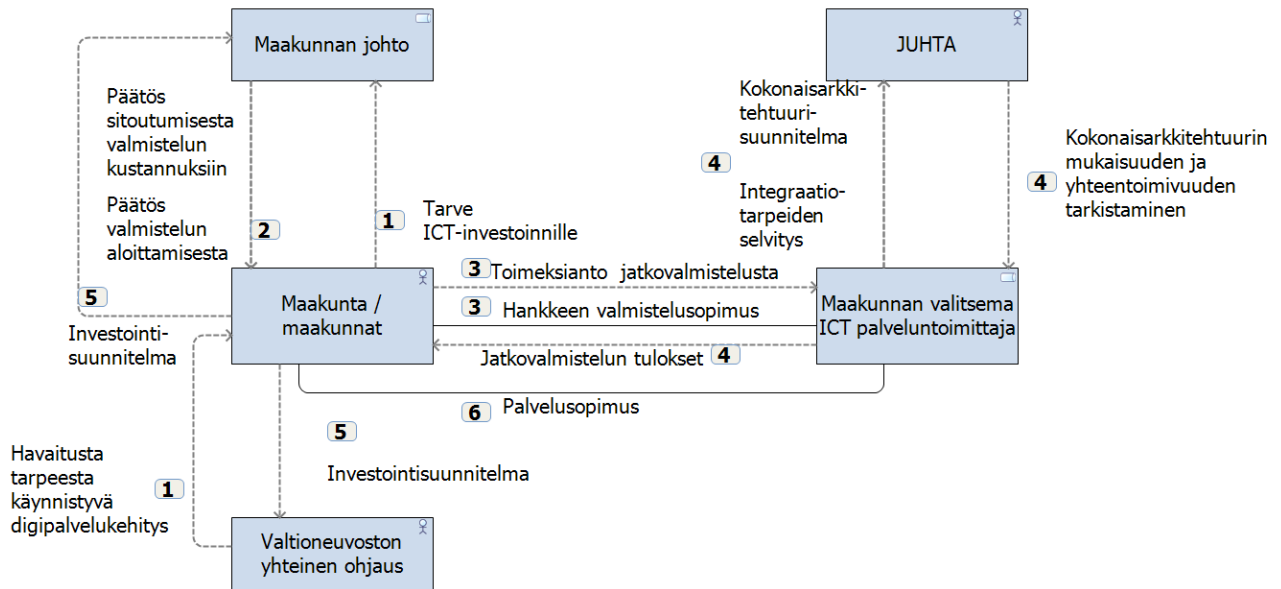 Maakunnan johto
JUHTA
Päätös
sitoutumisesta
valmistelun
kustannuksiin
Päätös
valmistelun
aloittamisesta
2
1
Tarve
ICT-investoinnille
Kokonaisarkki-
tehtuuri-
suunnitelma
4
Integraatio-
tarpeiden
selvitys
4
Kokonaisarkkitehtuurin
mukaisuuden ja
yhteentoimivuuden
tarkistaminen
5
Investointi-
suunnitelma
Maakunta /
maakunnat
3
Toimeksianto jatkovalmistelusta
3
Hankkeen valmistelusopimus
Jatkovalmistelun tulokset
4
Maakunnan valitsema
ICT palveluntoimittaja
6
Palvelusopimus
5
Investointisuunnitelma
Havaitusta
tarpeesta
käynnistyvä
digipalvelukehitys
1
Valtioneuvoston
yhteinen ohjaus